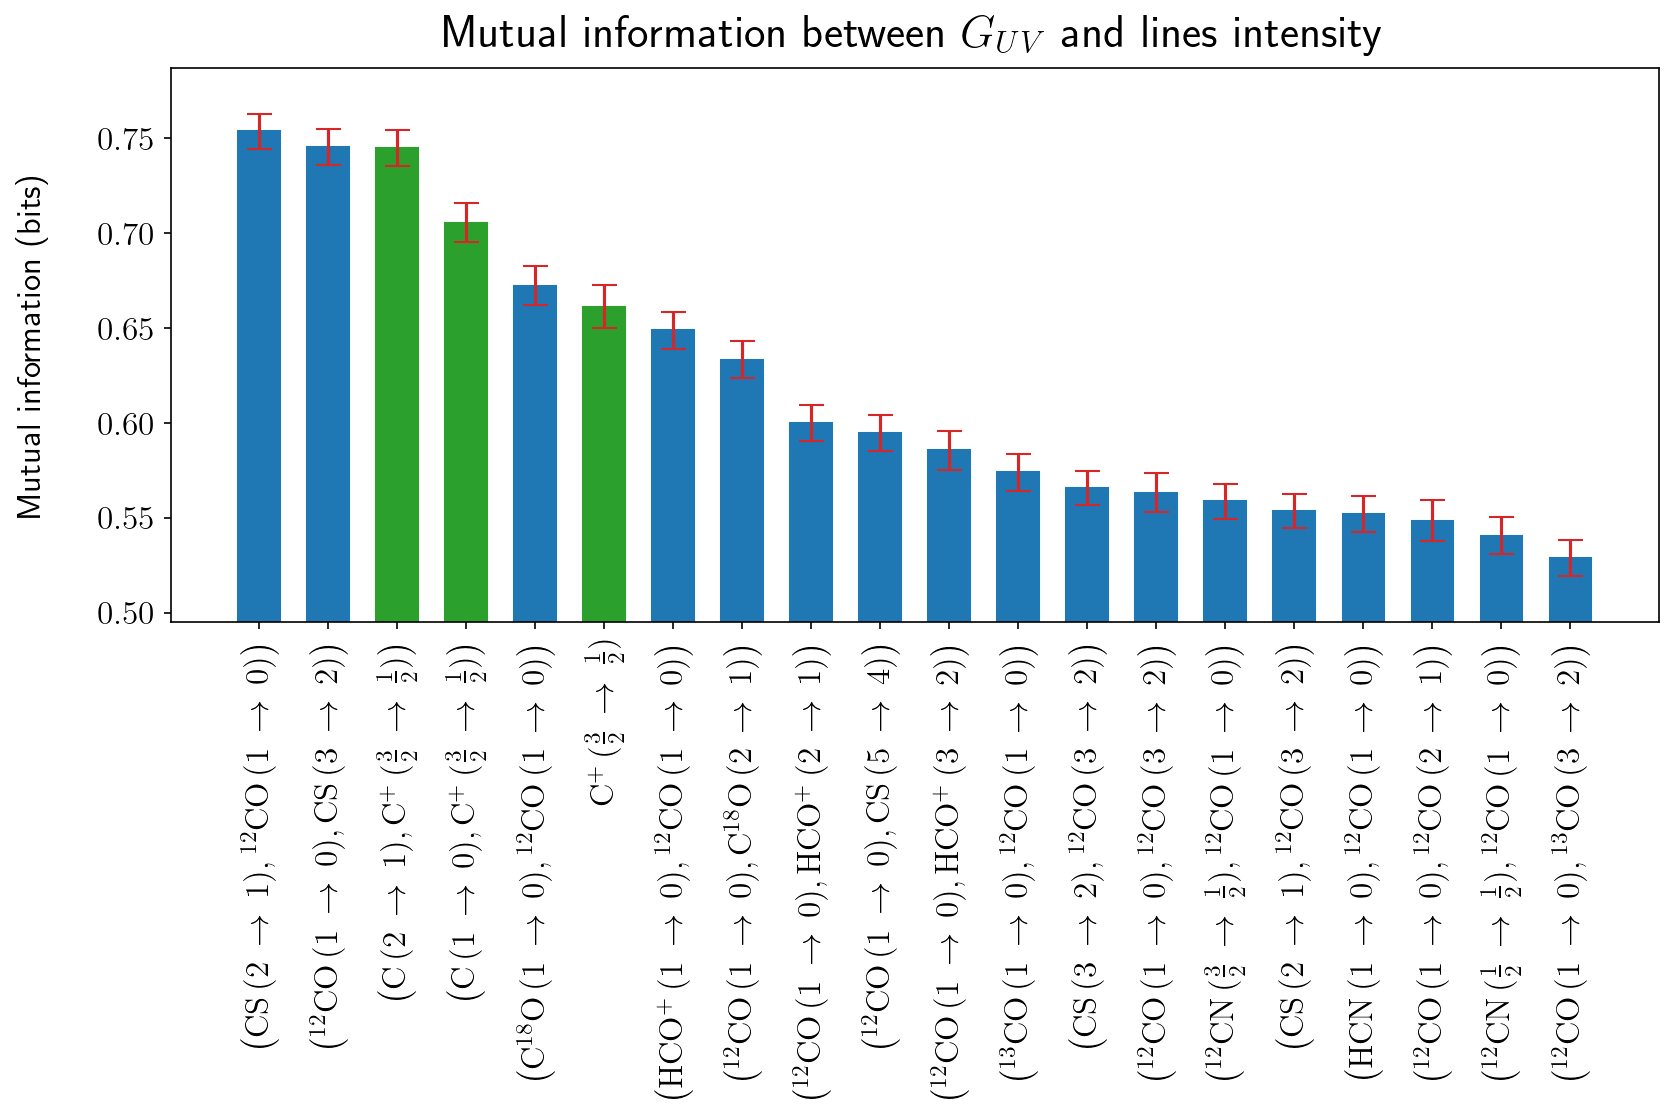 Mutual information between G_{UV} and lines intensity
Mutual information (bits)
0.75
0.70
0.65
0.60
0.55
0.50
(CS (2 → 1), ¹²CO (1 → 0))
(¹²CO (1 → 0), CS (3 → 2))
(C (2 → 1), C⁺ (3/2 → 1/2))
(C (1 → 0), C⁺ (3/2 → 1/2))
(C¹⁸O (1 → 0), ¹²CO (1 → 0))
C⁺ (3/2 → 1/2)
(HCO⁺ (1 → 0), ¹²CO (1 → 0))
(¹²CO (1 → 0), C¹⁸O (2 → 1))
(¹²CO (1 → 0), HCO⁺ (2 → 1))
(¹²CO (1 → 0), CS (5 → 4))
(¹²CO (1 → 0), HCO⁺ (3 → 2))
(¹³CO (1 → 0), ¹²CO (1 → 0))
(CS (3 → 2), ¹²CO (3 → 2))
(¹²CO (1 → 0), ¹²CO (3 → 2))
(¹²CN (3/2 → 1/2), ¹²CO (1 → 0))
(CS (2 → 1), ¹²CO (3 → 2))
(HCN (1 → 0), ¹²CO (1 → 0))
(¹²CO (1 → 0), ¹²CO (2 → 1))
(¹²CN (1/2 → 1/2), ¹²CO (1 → 0))
(¹²CO (1 → 0), ¹³CO (3 → 2))